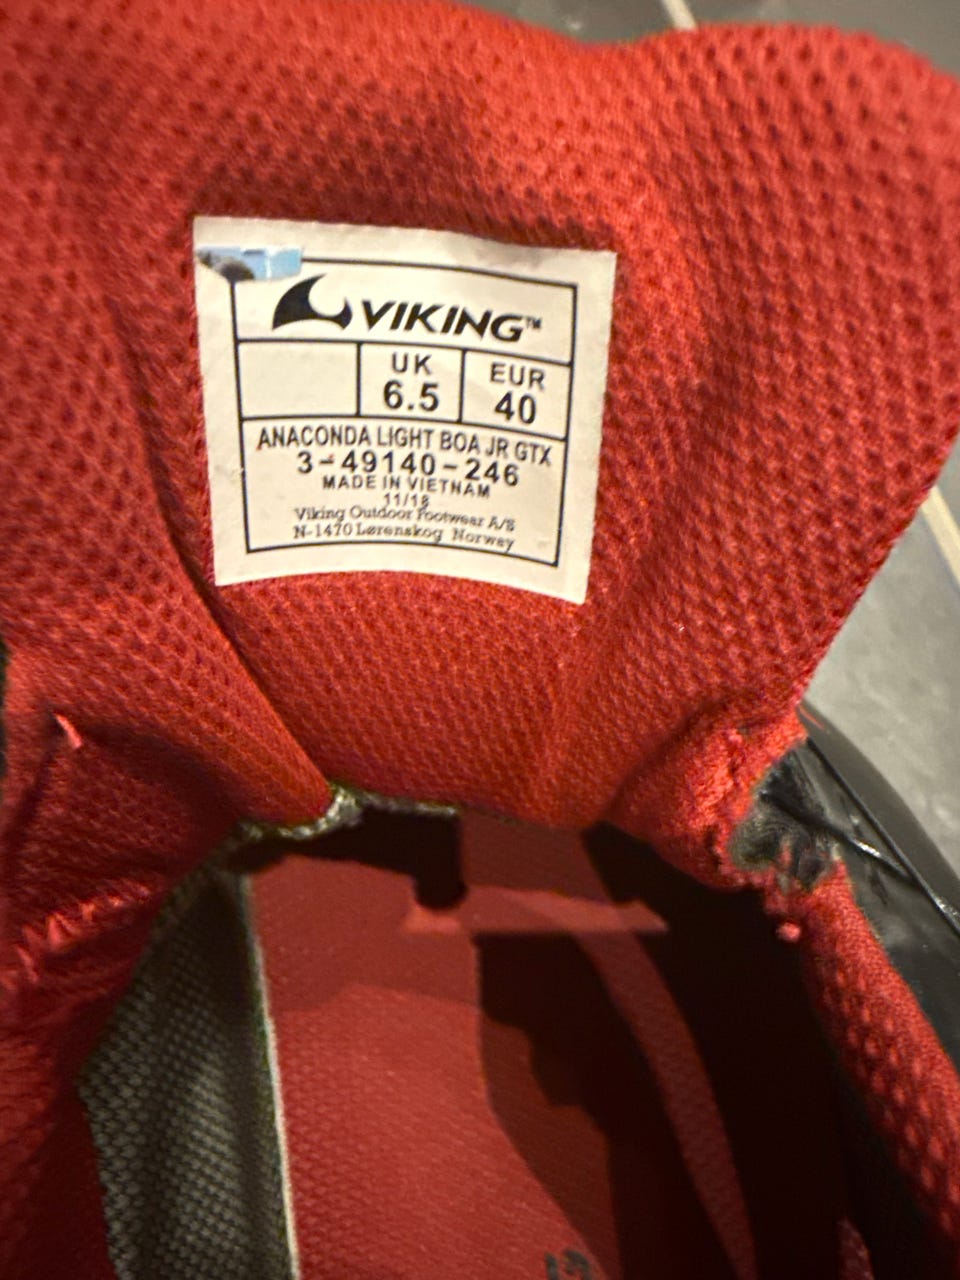 VIKING™
UK
6.5
EUR
40
ANACONDA LIGHT BOA JR GTX
3-49140-246
MADE IN VIETNAM
11/18
Viking Outdoor Footwear A/S
N-1470 Lørenskog Norway